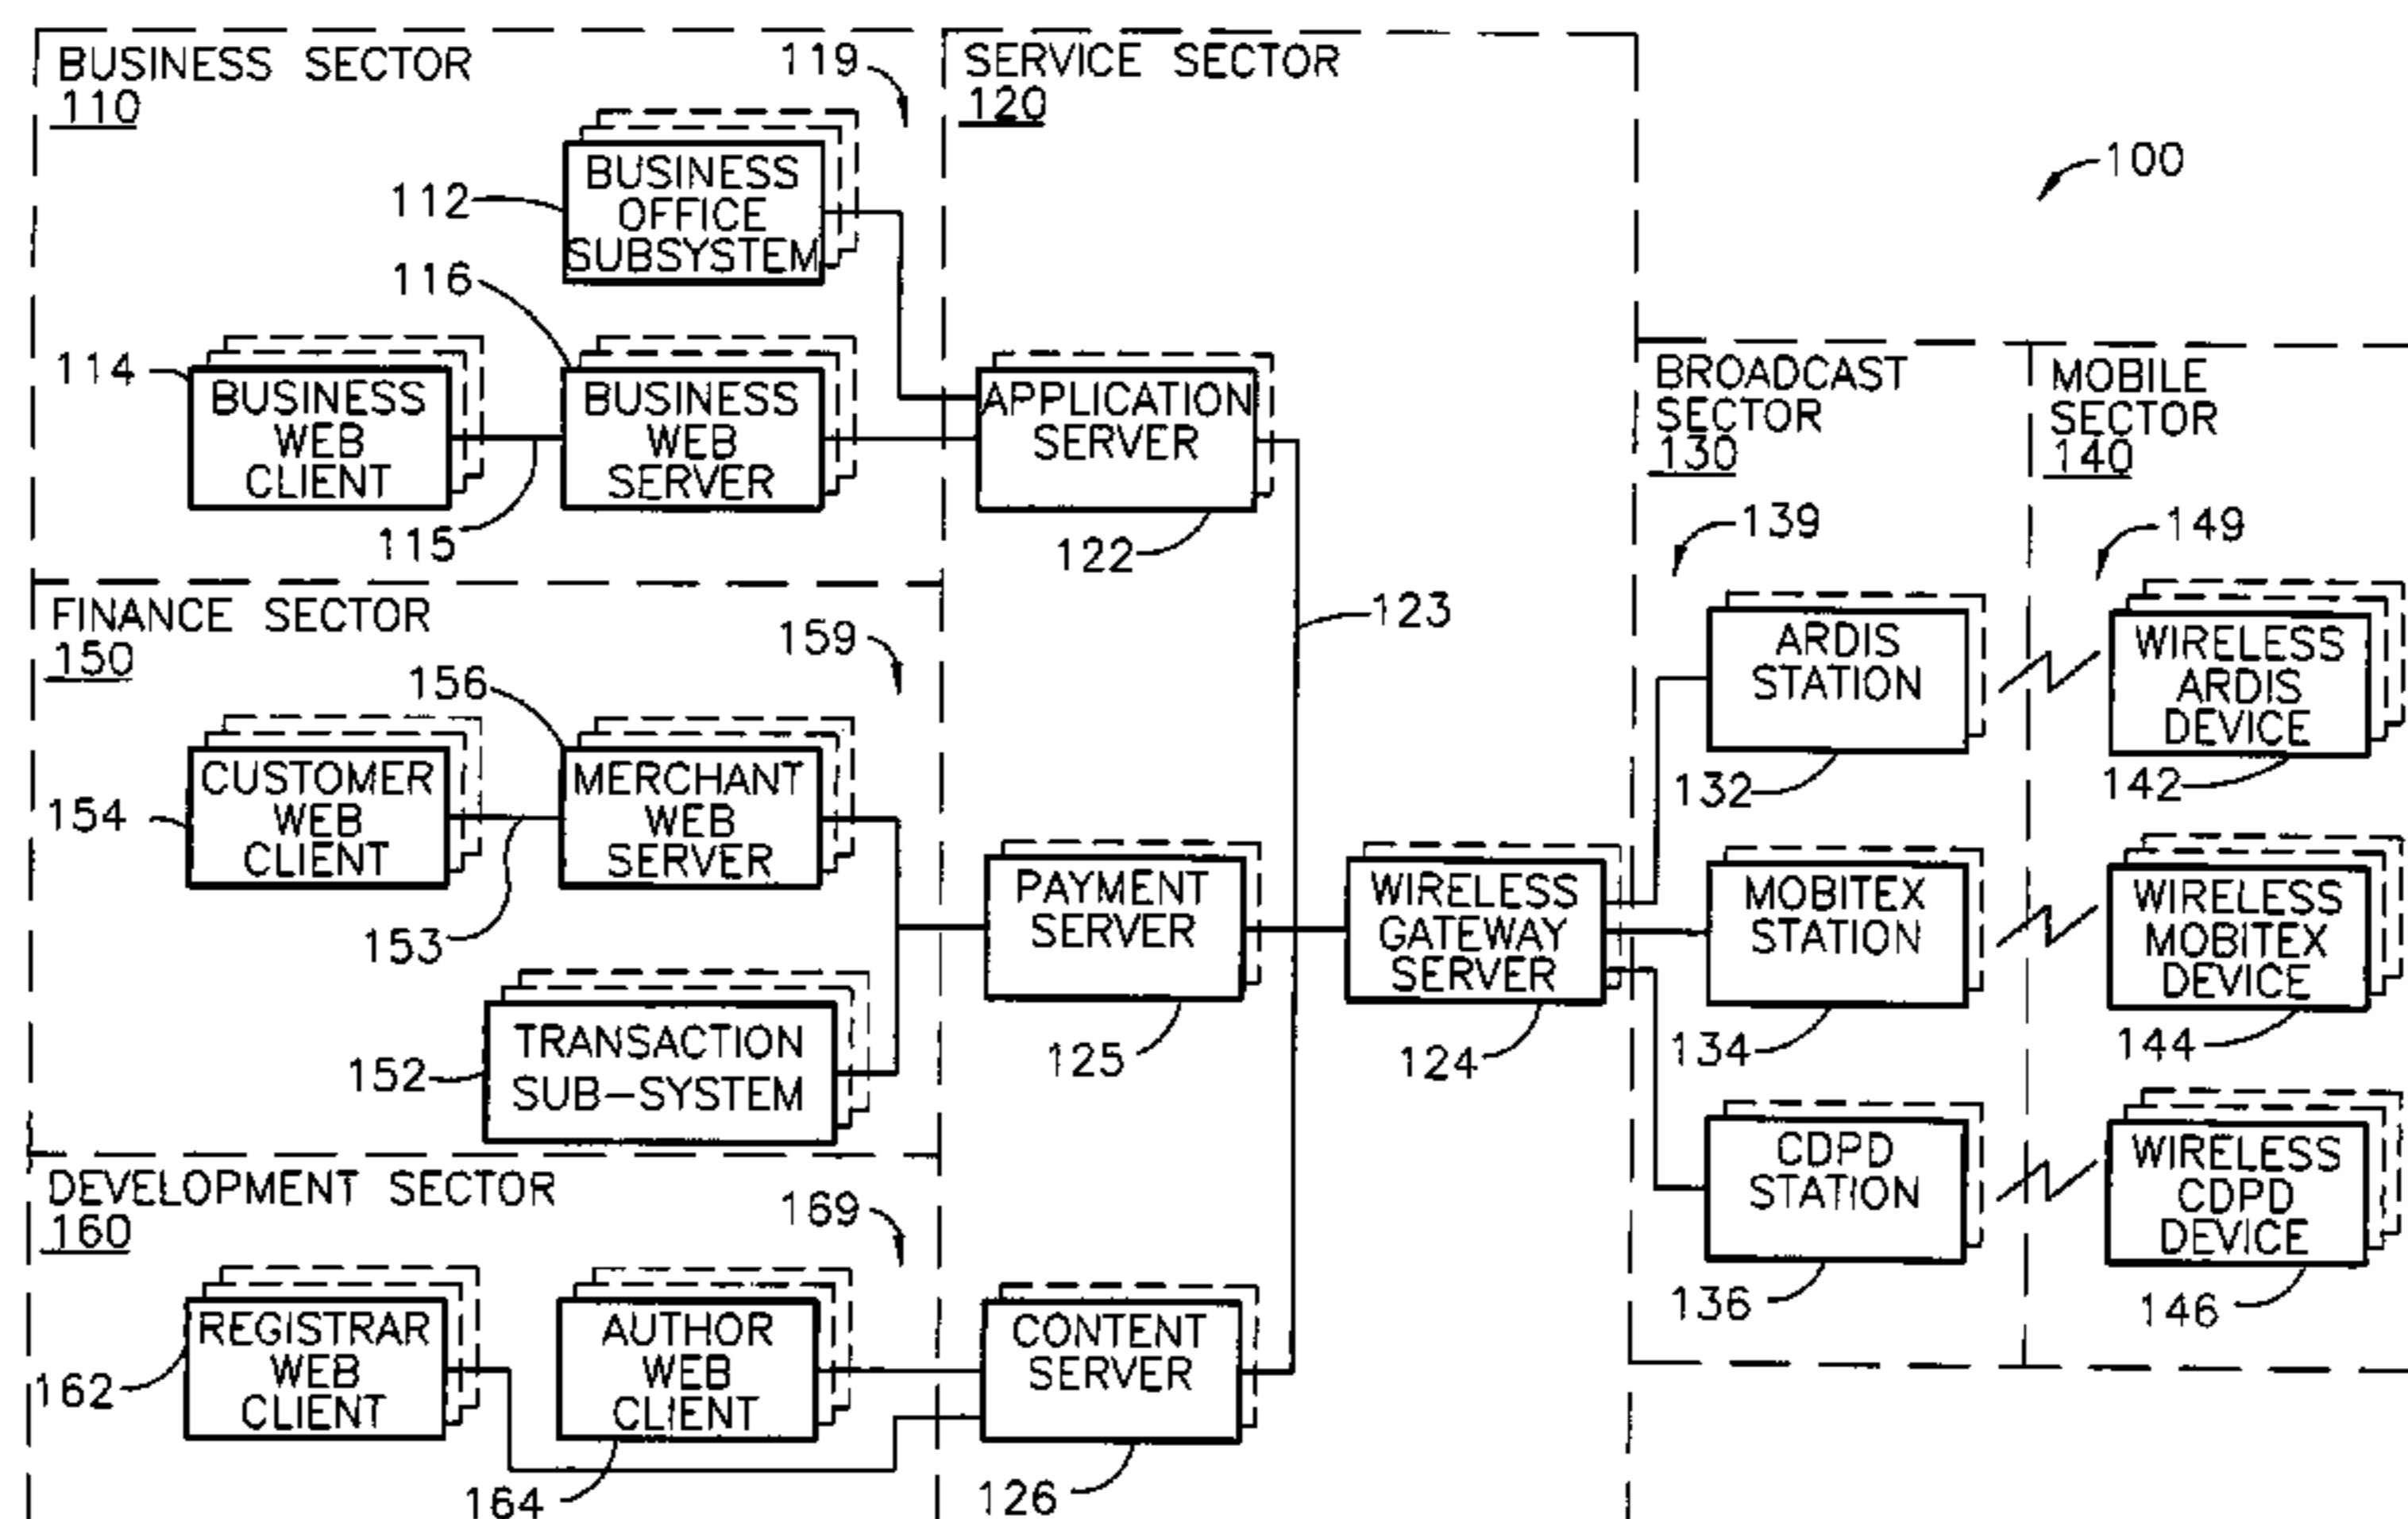 BUSINESS SECTOR
110
119
SERVICE SECTOR
120
100
112
BUSINESS
OFFICE
SUBSYSTEM
116
114
BUSINESS
WEB
CLIENT
115
BUSINESS
WEB
SERVER
APPLICATION
SERVER
122
123
BROADCAST
SECTOR
130
MOBILE
SECTOR
140
139
149
FINANCE SECTOR
150
159
156
154
CUSTOMER
WEB
CLIENT
153
MERCHANT
WEB
SERVER
152
TRANSACTION
SUB-SYSTEM
PAYMENT
SERVER
125
WIRELESS
GATEWAY
SERVER
124
ARDIS
STATION
132
WIRELESS
ARDIS
DEVICE
142
MOBITEX
STATION
134
WIRELESS
MOBITEX
DEVICE
144
CDPD
STATION
136
WIRELESS
CDPD
DEVICE
146
DEVELOPMENT SECTOR
160
169
162
REGISTRAR
WEB
CLIENT
AUTHOR
WEB
CLIENT
164
CONTENT
SERVER
126